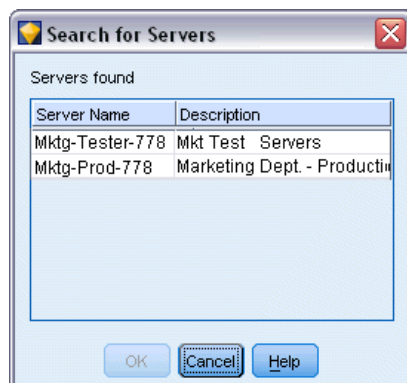 Search for Servers
Servers found
Server Name Description
Mktg-Tester-778 Mkt Test Servers
Mktg-Prod-778 Marketing Dept. - Producti
OK Cancel Help